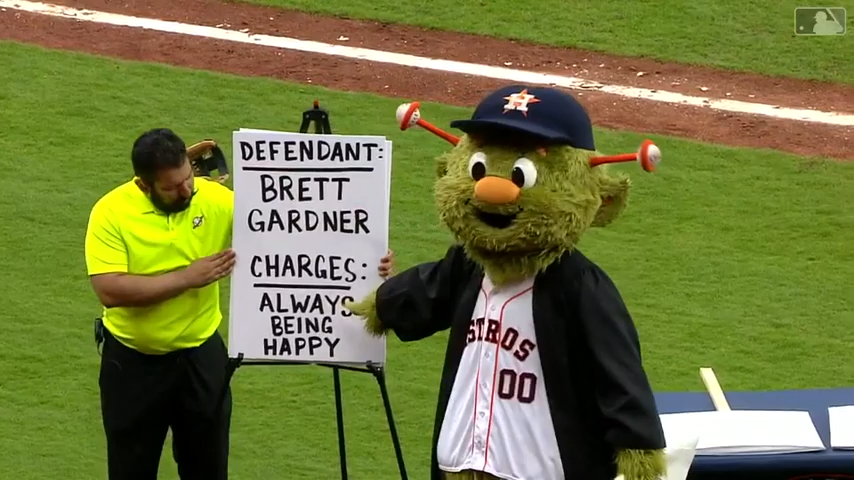 DEFENDANT:
BRETT
GARDNER
CHARGES:
ALWAYS
BEING
HAPPY
H
ASTROS
00